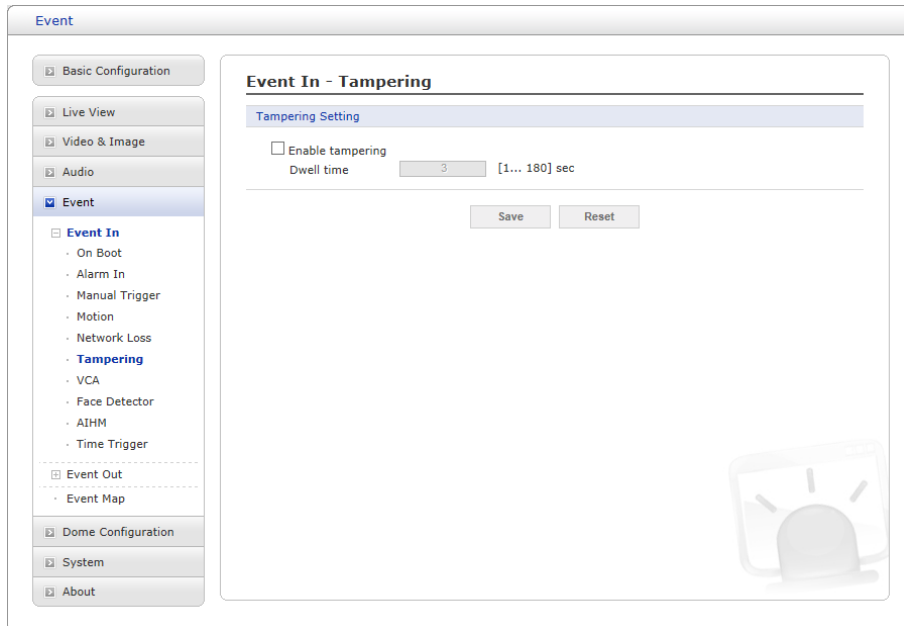 Event
Basic Configuration
Live View
Video & Image
Audio
Event
Event In
On Boot
Alarm In
Manual Trigger
Motion
Network Loss
Tampering
VCA
Face Detector
AIHM
Time Trigger
Event Out
Event Map
Dome Configuration
System
About
Event In - Tampering
Tampering Setting
Enable tampering
Dwell time 3 [1... 180] sec
Save Reset